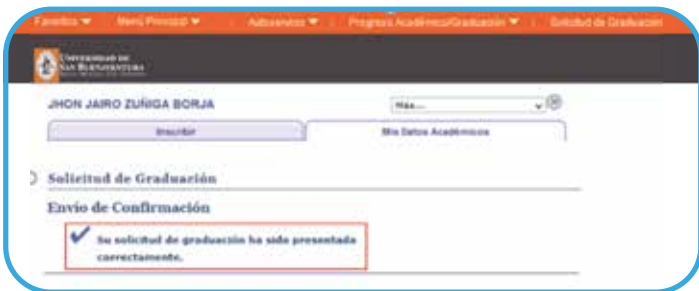 Favoritos Menú Principal Autoservicio Progreso Académico/Graduación Solicitud de Graduación
UNIVERSIDAD DE
SAN BUENAVENTURA
JHON JAIRO ZUÑIGA BORJA
Más...
Inscribir Mis Datos Académicos
Solicitud de Graduación
Envío de Confirmación
Su solicitud de graduación ha sido presentada
correctamente.